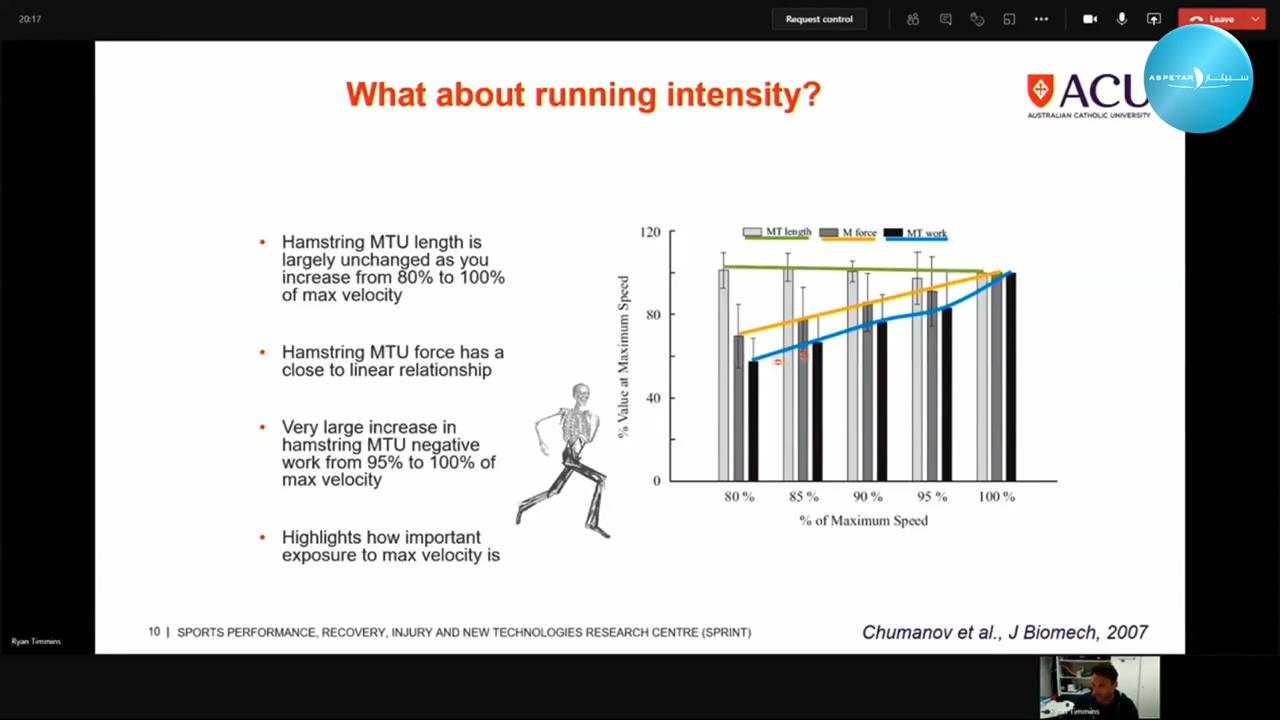 20:17
Request control
Leave
What about running intensity?
ACU
AUSTRALIAN CATHOLIC UNIVERSITY
ASPETAR سبيتار
• Hamstring MTU length is
largely unchanged as you
increase from 80% to 100%
of max velocity
• Hamstring MTU force has a
close to linear relationship
• Very large increase in
hamstring MTU negative
work from 95% to 100% of
max velocity
• Highlights how important
exposure to max velocity is
MT length M force MT work
% Value at Maximum Speed
120
80
40
0
80 % 85 % 90 % 95 % 100 %
% of Maximum Speed
10 | SPORTS PERFORMANCE, RECOVERY, INJURY AND NEW TECHNOLOGIES RESEARCH CENTRE (SPRINT)
Chumanov et al., J Biomech, 2007
Ryan Timmins
Ryan Timmins